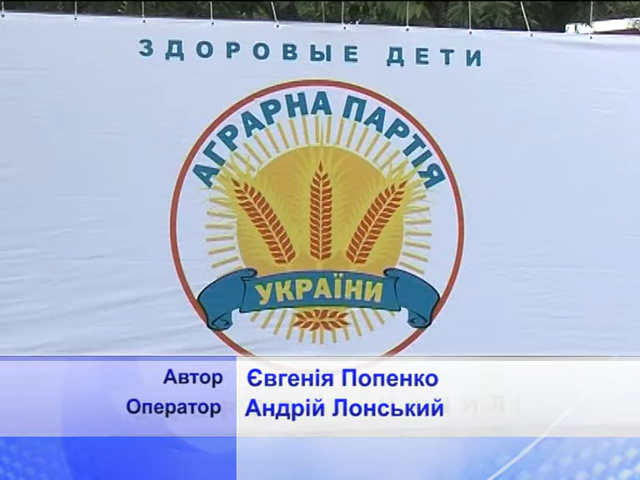 ЗДОРОВЫЕ ДЕТИ
АГРАРНА ПАРТІЯ
УКРАЇНИ
Автор Євгенія Попенко
Оператор Андрій Лонський